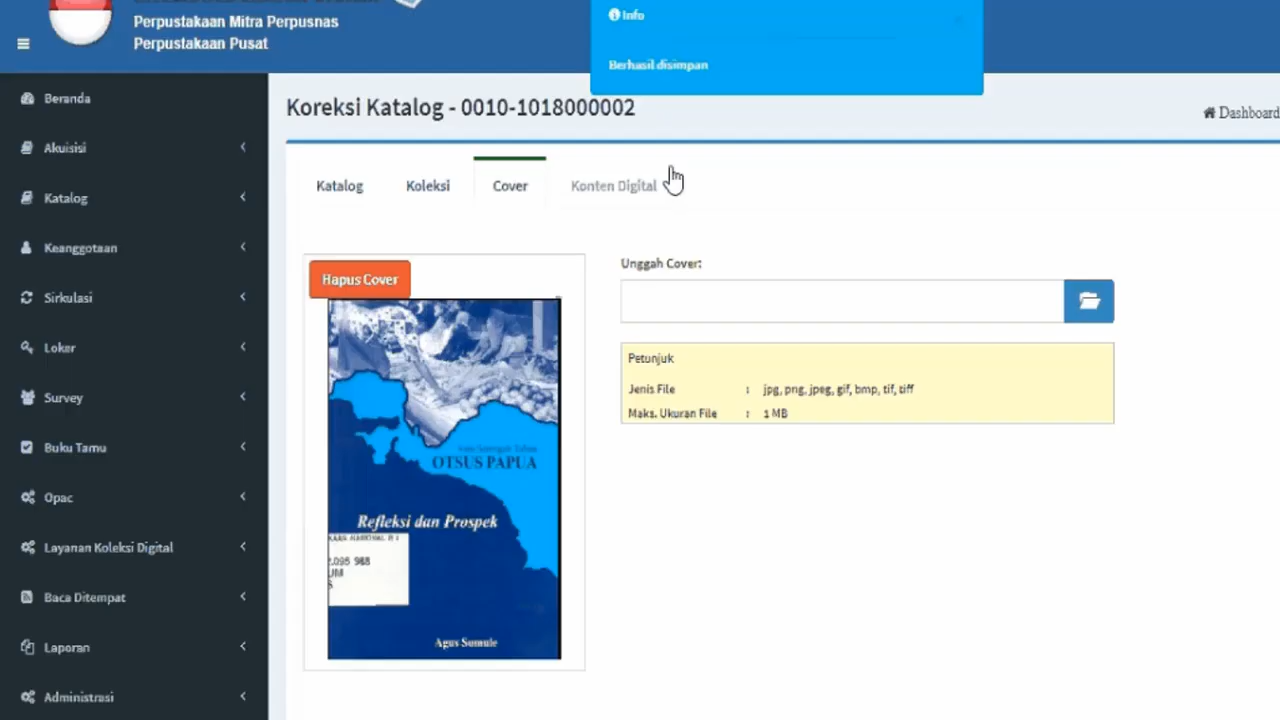 Perpustakaan Mitra Perpusnas
Perpustakaan Pusat
Info
Berhasil disimpan
Beranda
Akuisisi
Katalog
Keanggotaan
Sirkulasi
Loker
Survey
Buku Tamu
Opac
Layanan Koleksi Digital
Baca Ditempat
Laporan
Administrasi
Koreksi Katalog - 0010-1018000002
Dashboard
Katalog Koleksi Cover Konten Digital
Hapus Cover
OTSUS PAPUA
Refleksi dan Prospek
Agus Sumule
Unggah Cover:
Petunjuk
Jenis File : jpg, png, jpeg, gif, bmp, tif, tiff
Maks. Ukuran File : 1 MB